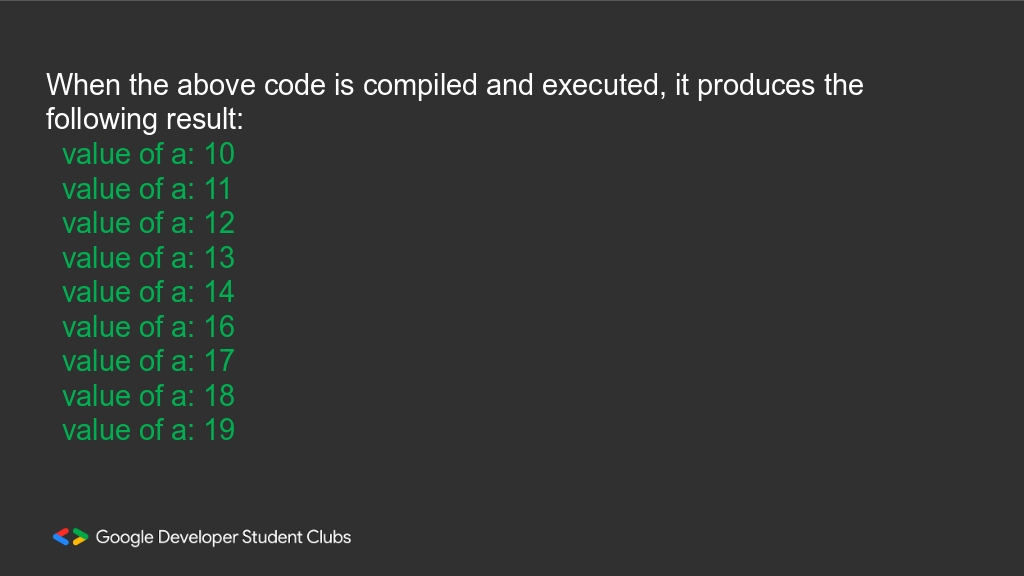 When the above code is compiled and executed, it produces the
following result:
value of a: 10
value of a: 11
value of a: 12
value of a: 13
value of a: 14
value of a: 16
value of a: 17
value of a: 18
value of a: 19
Google Developer Student Clubs